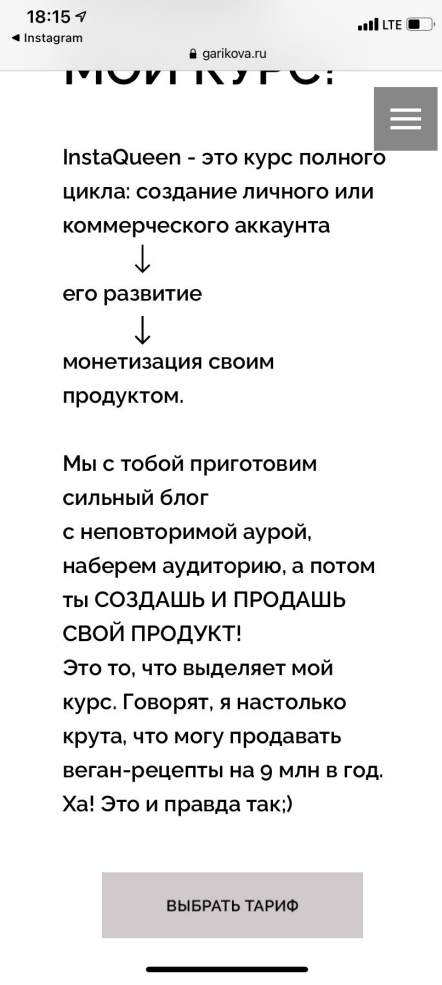 18:15
LTE
◀ Instagram
garikova.ru
МОЙ КУРС!
InstaQueen - это курс полного
цикла: создание личного или
коммерческого аккаунта
↓
его развитие
↓
монетизация своим
продуктом.
Мы с тобой приготовим
сильный блог
с неповторимой аурой,
наберем аудиторию, а потом
ты СОЗДАШЬ И ПРОДАШЬ
СВОЙ ПРОДУКТ!
Это то, что выделяет мой
курс. Говорят, я настолько
крута, что могу продавать
веган-рецепты на 9 млн в год.
Ха! Это и правда так;)
ВЫБРАТЬ ТАРИФ